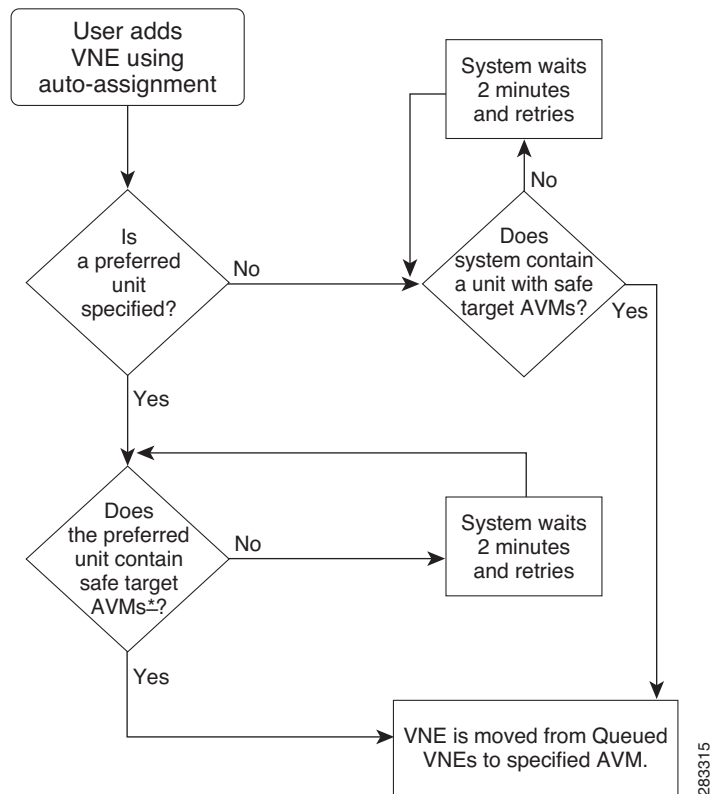 User adds
VNE using
auto-assignment
System waits
2 minutes
and retries
No
Is
a preferred
unit
specified?
No
Does
system contain
a unit with safe
target AVMs?
Yes
Yes
Does
the preferred
unit contain
safe target
AVMs*?
No
System waits
2 minutes
and retries
Yes
VNE is moved from Queued
VNEs to specified AVM.
283315